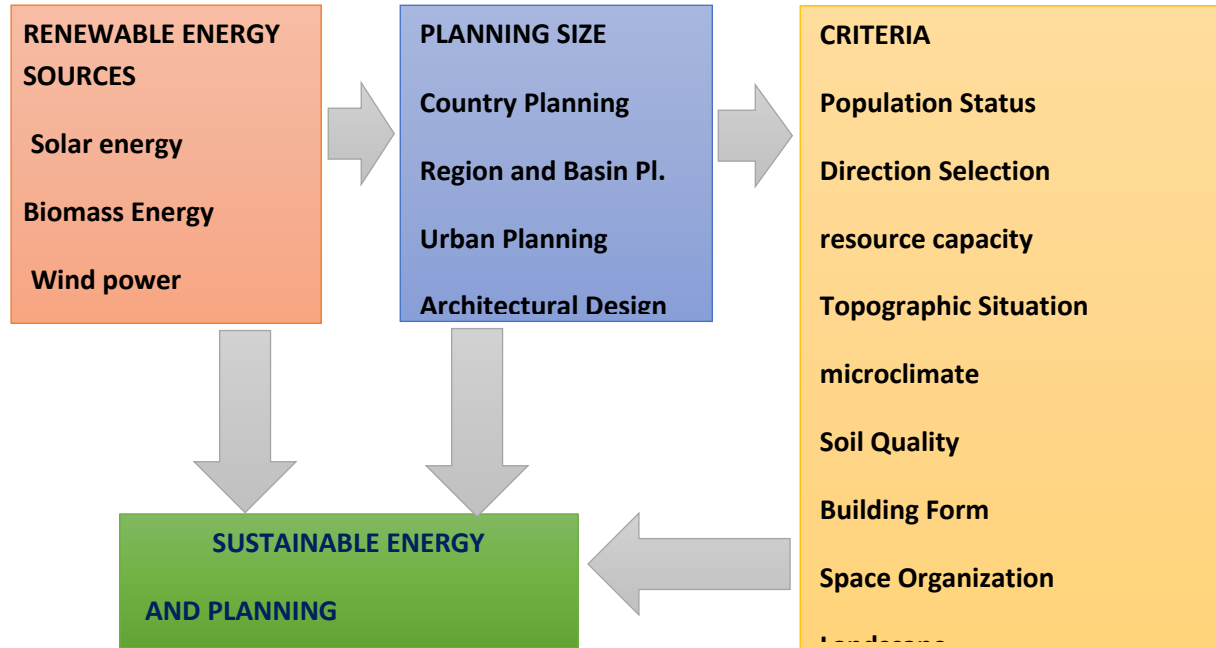 RENEWABLE ENERGY
SOURCES
Solar energy
Biomass Energy
Wind power
PLANNING SIZE
Country Planning
Region and Basin Pl.
Urban Planning
Architectural Design
CRITERIA
Population Status
Direction Selection
resource capacity
Topographic Situation
microclimate
Soil Quality
Building Form
Space Organization
Landscape
SUSTAINABLE ENERGY
AND PLANNING